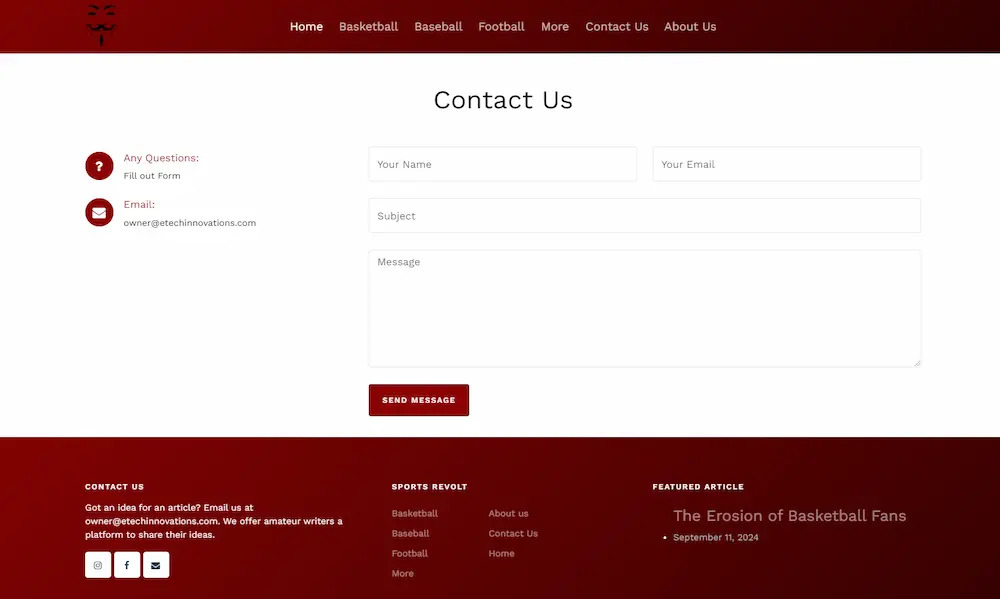 Home Basketball Baseball Football More Contact Us About Us
Contact Us
?
Any Questions:
Fill out Form
Email:
owner@etechinnovations.com
Your Name
Your Email
Subject
Message
SEND MESSAGE
CONTACT US
Got an idea for an article? Email us at
owner@etechinnovations.com. We offer amateur writers a
platform to share their ideas.
f
SPORTS REVOLT
Basketball
Baseball
Football
More
About us
Contact Us
Home
FEATURED ARTICLE
The Erosion of Basketball Fans
• September 11, 2024